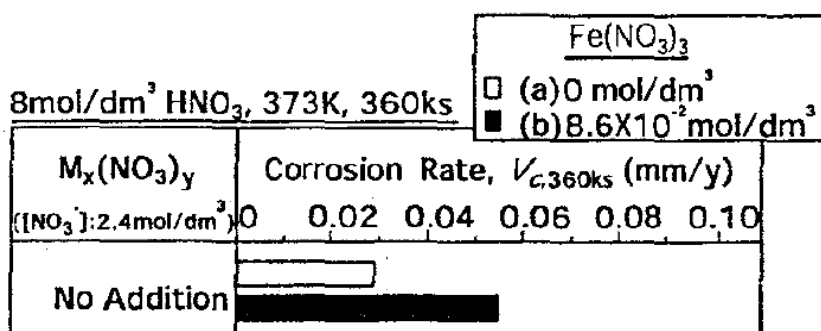 Fe(NO₃)₃
(a)0 mol/dm³
(b)8.6X10⁻²mol/dm³
8mol/dm³ HNO₃, 373K, 360ks
Mₓ(NO₃)ᵧ
([NO₃⁻]:2.4mol/dm³)
Corrosion Rate, V_c,360ks (mm/y)
0 0.02 0.04 0.06 0.08 0.10
No Addition